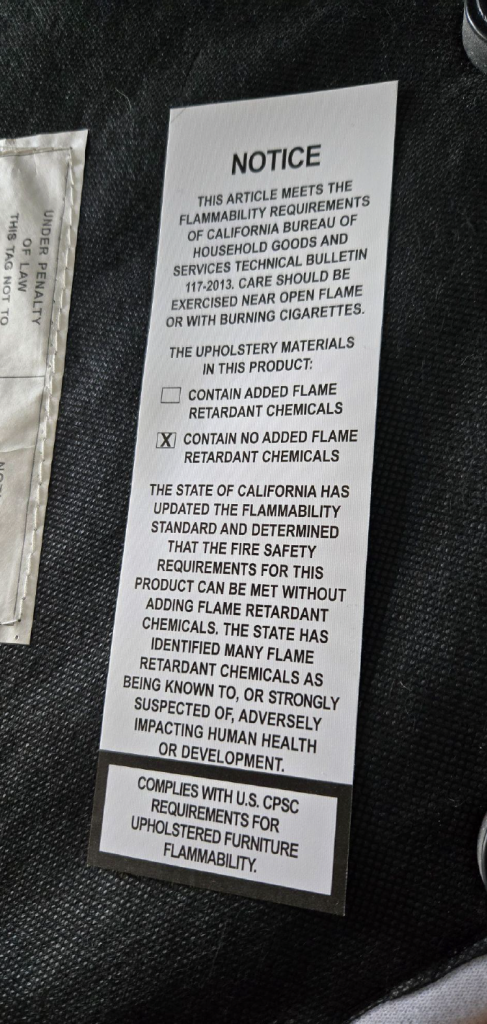 NOTICE
THIS ARTICLE MEETS THE
FLAMMABILITY REQUIREMENTS
OF CALIFORNIA BUREAU OF
HOUSEHOLD GOODS AND
SERVICES TECHNICAL BULLETIN
117-2013. CARE SHOULD BE
EXERCISED NEAR OPEN FLAME
OR WITH BURNING CIGARETTES.
THE UPHOLSTERY MATERIALS
IN THIS PRODUCT:
CONTAIN ADDED FLAME
RETARDANT CHEMICALS
X CONTAIN NO ADDED FLAME
RETARDANT CHEMICALS
THE STATE OF CALIFORNIA HAS
UPDATED THE FLAMMABILITY
STANDARD AND DETERMINED
THAT THE FIRE SAFETY
REQUIREMENTS FOR THIS
PRODUCT CAN BE MET WITHOUT
ADDING FLAME RETARDANT
CHEMICALS. THE STATE HAS
IDENTIFIED MANY FLAME
RETARDANT CHEMICALS AS
BEING KNOWN TO, OR STRONGLY
SUSPECTED OF, ADVERSELY
IMPACTING HUMAN HEALTH
OR DEVELOPMENT.
COMPLIES WITH U.S. CPSC
REQUIREMENTS FOR
UPHOLSTERED FURNITURE
FLAMMABILITY.
UNDER PENALTY
OF LAW
THIS TAG NOT TO